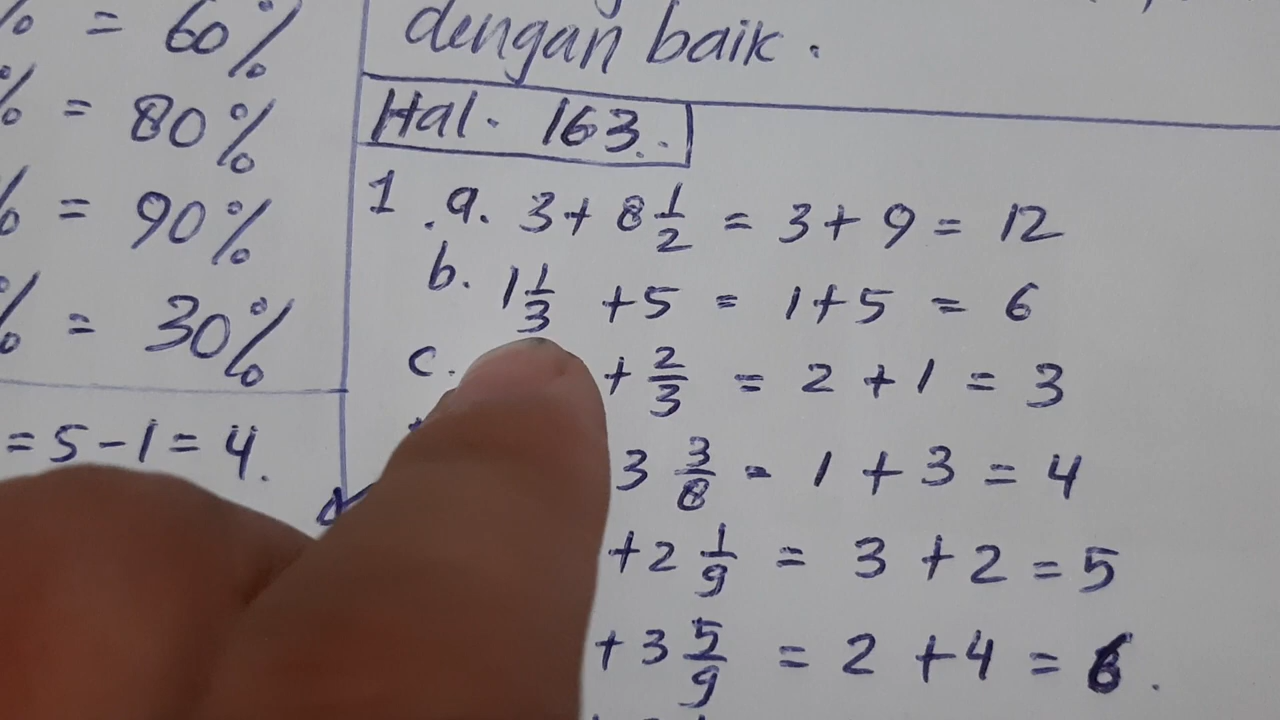 % = 60%
% = 80%
% = 90%
% = 30%
= 5 - 1 = 4.
dengan baik.
Hal. 163..
1.a. 3 + 8 1/2 = 3 + 9 = 12
b. 1 1/3 + 5 = 1 + 5 = 6
c. + 2/3 = 2 + 1 = 3
3 3/8 = 1 + 3 = 4
+ 2 1/9 = 3 + 2 = 5
+ 3 5/9 = 2 + 4 = 6.